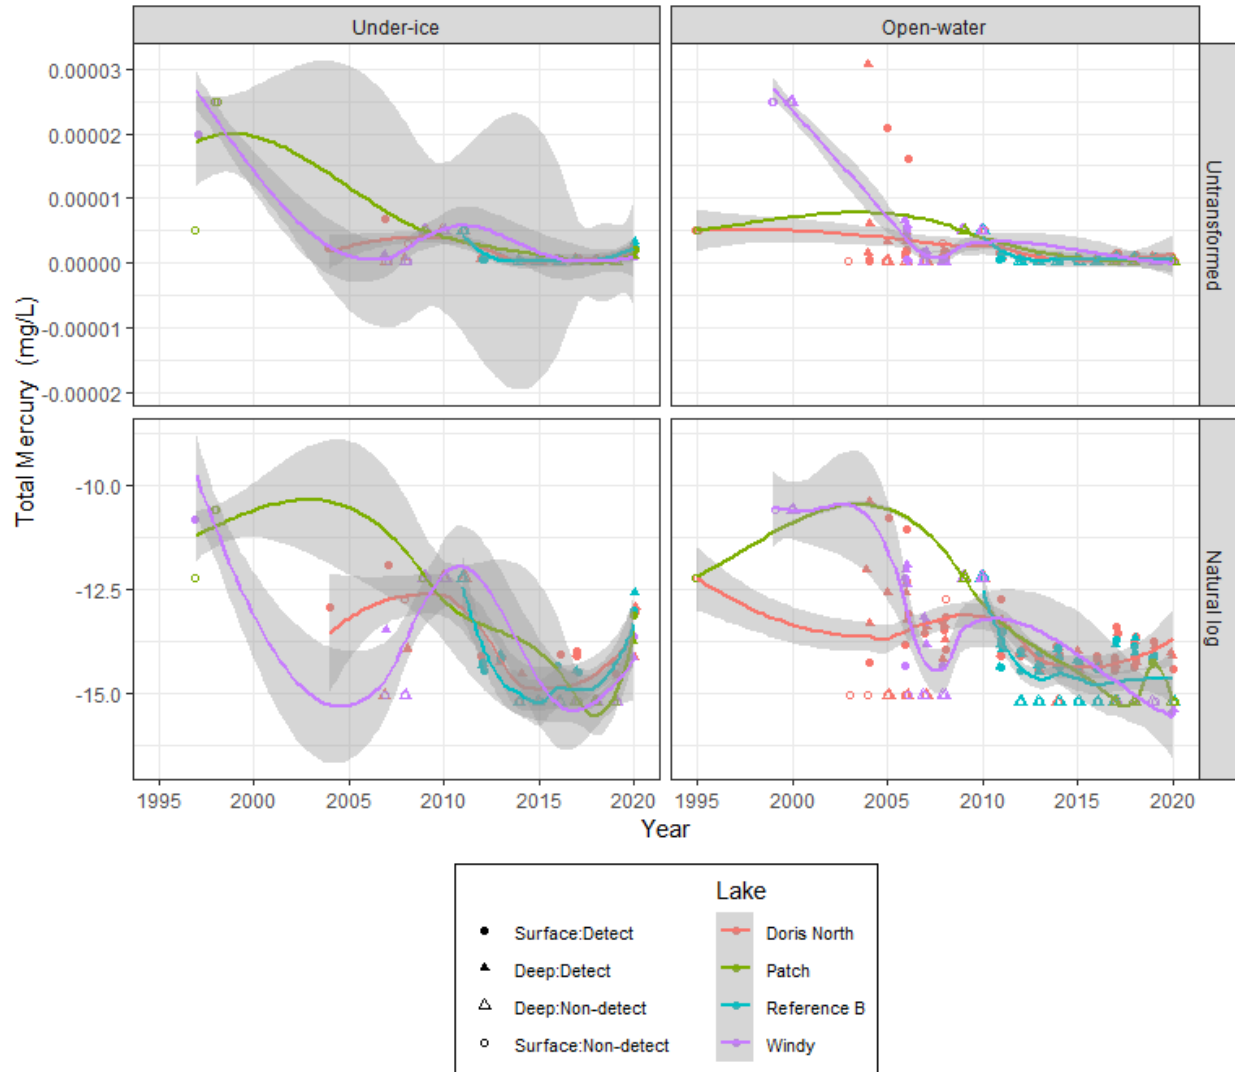 Under-ice
Open-water
0.00003
0.00002
0.00001
0.00000
-0.00001
-0.00002
Untransformed
Total Mercury (mg/L)
-10.0
-12.5
-15.0
Natural log
1995 2000 2005 2010 2015 2020
1995 2000 2005 2010 2015 2020
Year
Surface:Detect
Deep:Detect
Deep:Non-detect
Surface:Non-detect
Lake
Doris North
Patch
Reference B
Windy